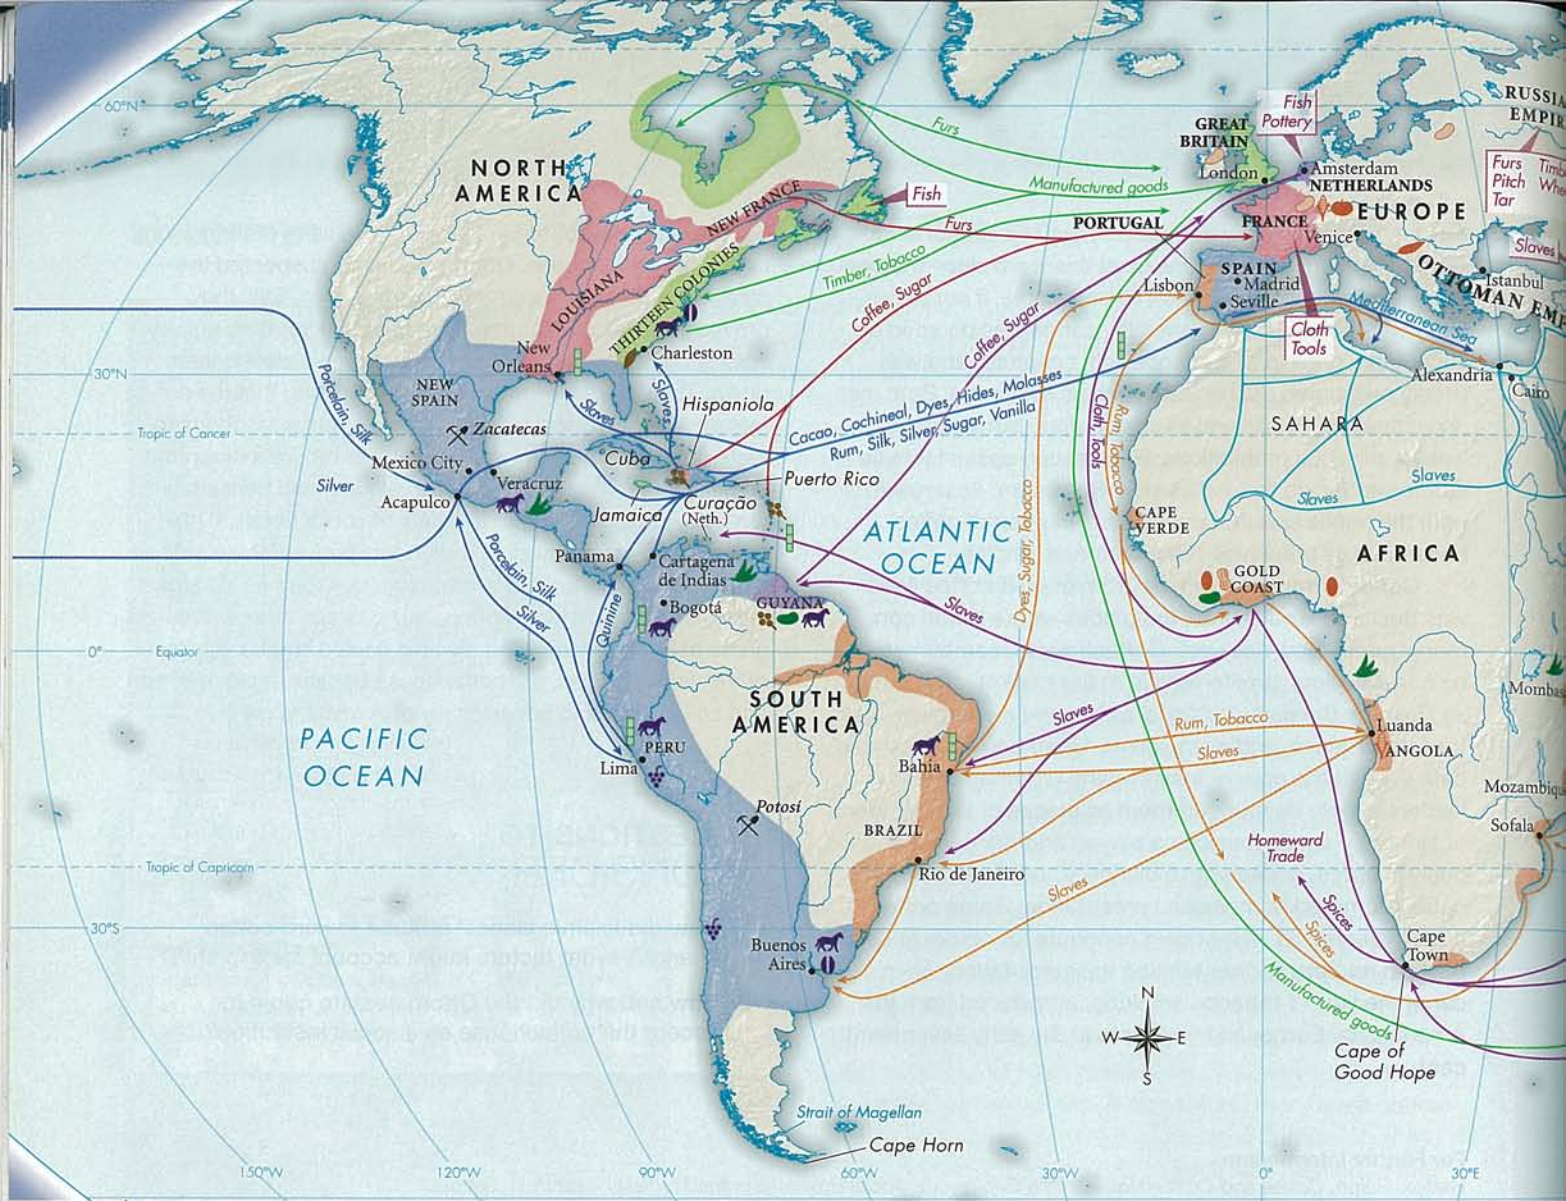 60°N
NORTH
AMERICA
NEW FRANCE
Fish
Furs
Manufactured goods
GREAT
BRITAIN
London
Fish
Pottery
Amsterdam
NETHERLANDS
RUSSIA
EMPIR
Furs Timb
Pitch Wh
Tar
PORTUGAL
FRANCE
EUROPE
Venice
Furs
Timber, Tobacco
LOUISIANA
THIRTEEN COLONIES
Coffee, Sugar
Coffee, Sugar
Lisbon
SPAIN
Madrid
Seville
Slaves
Istanbul
OTTOMAN EMP
Mediterranean Sea
Cloth
Tools
Charleston
New
Orleans
30°N
NEW
SPAIN
Porcelain, Silk
Slaves
Slaves
Hispaniola
Cacao, Cochineal, Dyes, Hides, Molasses
Rum, Silk, Silver, Sugar, Vanilla
Cloth, Tools
Rum, Tobacco
Alexandria
Cairo
SAHARA
Tropic of Cancer
Zacatecas
Mexico City
Cuba
Silver
Veracruz
Acapulco
Puerto Rico
Jamaica
Curaçao
(Neth.)
Slaves
Slaves
CAPE
VERDE
ATLANTIC
OCEAN
AFRICA
Panama
Cartagena
de Indias
Porcelain, Silk
Silver
Quinine
Bogotá
GUYANA
Slaves
Dyes, Sugar, Tobacco
GOLD
COAST
0°
Equator
SOUTH
AMERICA
Slaves
Rum, Tobacco
Slaves
Luanda
ANGOLA
Momba
PACIFIC
OCEAN
PERU
Lima
Bahia
Mozambiqu
Potosí
BRAZIL
Sofala
Homeward
Trade
Tropic of Capricorn
Rio de Janeiro
Slaves
Spices
Spices
30°S
Buenos
Aires
Cape
Town
Manufactured goods
N
W
E
S
Cape of
Good Hope
Strait of Magellan
Cape Horn
150°W
120°W
90°W
60°W
30°W
0°
30°E